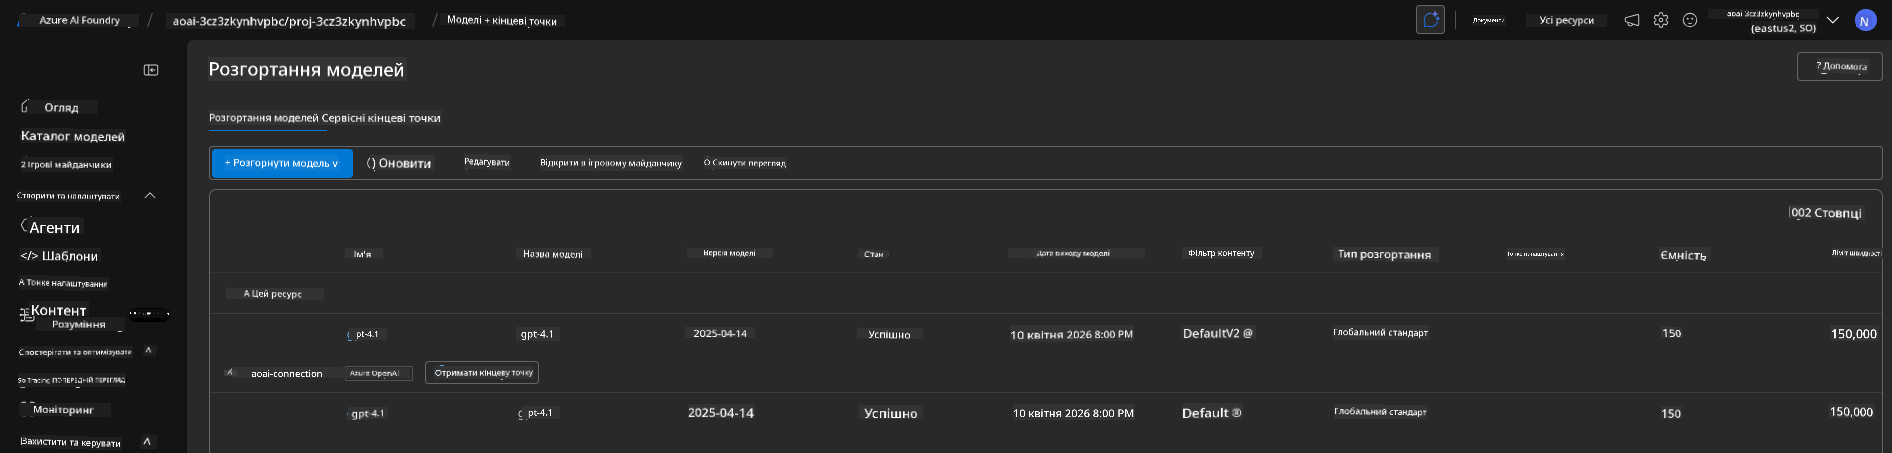 Azure AI Foundry / aoai-3cz3zkynhvpbc/proj-3cz3zkynhvpbc / Моделі + кінцеві точки
Документи
Усі ресурси
aoai-3cz3zkynhvpbc
(eastus2, SO)
N
Огляд
Каталог моделей
2 Ігрові майданчики
Створити та налаштувати
Агенти
</> Шаблони
A Тонке налаштування
Контент
Розуміння
Спостерігати та оптимізувати
Tracing ПОПЕРЕДНІЙ ПЕРЕГЛЯД
Моніторинг
Захистити та керувати
Розгортання моделей
? Допомога
Розгортання моделей Сервісні кінцеві точки
+ Розгорнути модель v
() Оновити
Редагувати
Відкрити в ігровому майданчику
O Скинути перегляд
002 Стовпці
Ім'я Назва моделі Версія моделі Стан Дата виходу моделі Фільтр контенту Тип розгортання Тонке налаштування Ємність Ліміт швидкості
A Цей ресурс
gpt-4.1 gpt-4.1 2025-04-14 Успішно 10 квітня 2026 8:00 PM DefaultV2 @ Глобальний стандарт 150 150,000
aoai-connection Azure OpenAI Отримати кінцеву точку
gpt-4.1 gpt-4.1 2025-04-14 Успішно 10 квітня 2026 8:00 PM Default ® Глобальний стандарт 150 150,000